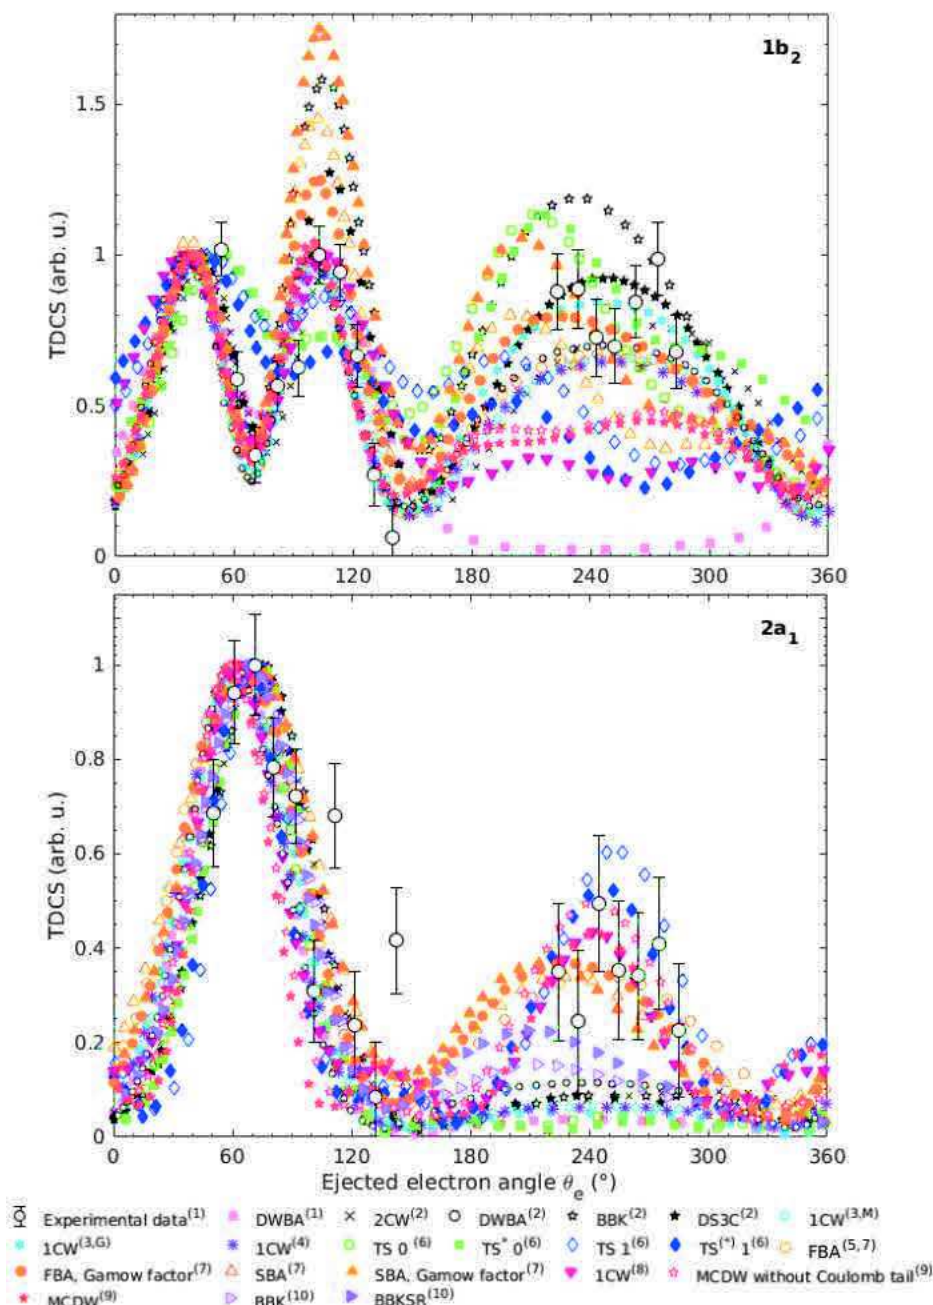 1b₂
TDCS (arb. u.)
1.5
1
0.5
0
0 60 120 180 240 300 360
2a₁
TDCS (arb. u.)
1
0.8
0.6
0.4
0.2
0
0 60 120 180 240 300 360
Ejected electron angle θₑ (°)
Experimental data⁽¹⁾ DWBA⁽¹⁾ 2CW⁽²⁾ DWBA⁽²⁾ BBK⁽²⁾ DS3C⁽²⁾ 1CW⁽³,ᴹ⁾
1CW⁽³,ᴳ⁾ 1CW⁽⁴⁾ TS 0⁽⁶⁾ TS* 0⁽⁶⁾ TS 1⁽⁶⁾ TS⁽*⁾ 1⁽⁶⁾ FBA⁽⁵,⁷⁾
FBA, Gamow factor⁽⁷⁾ SBA⁽⁷⁾ SBA, Gamow factor⁽⁷⁾ 1CW⁽⁸⁾ MCDW without Coulomb tail⁽⁹⁾
MCDW⁽⁹⁾ BBK⁽¹⁰⁾ BBKSR⁽¹⁰⁾